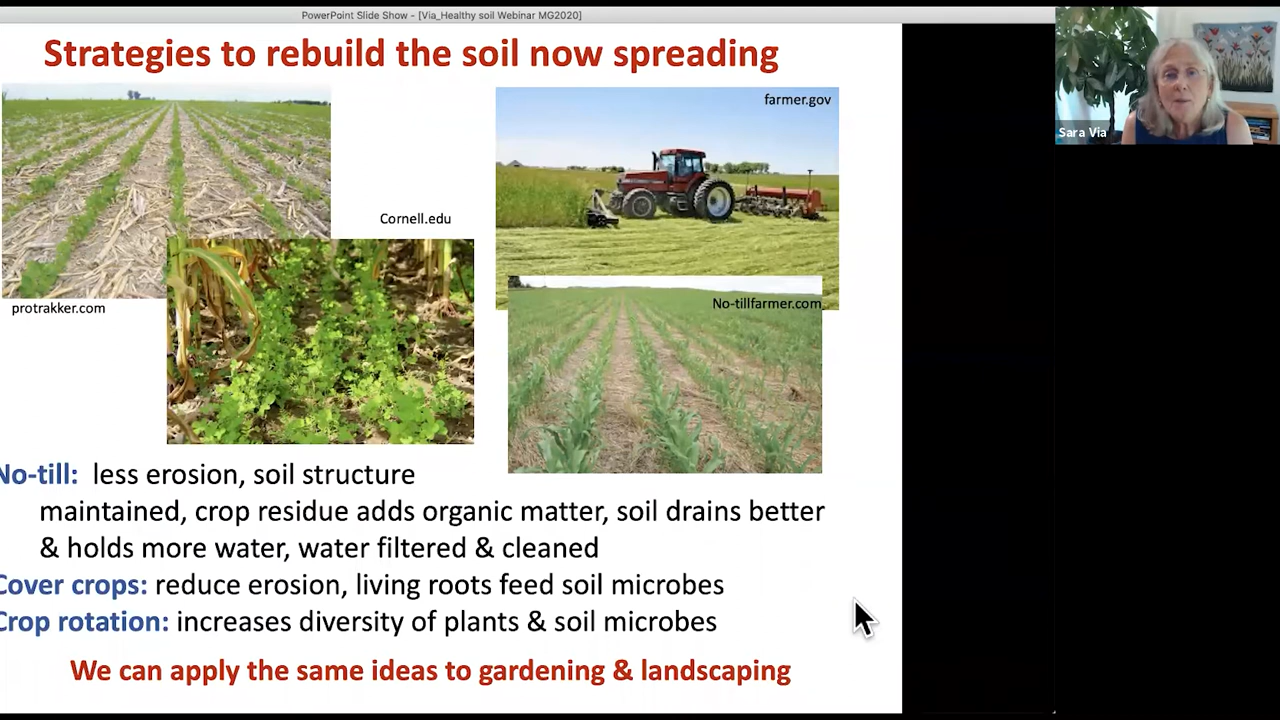 PowerPoint Slide Show - [Via_Healthy soil Webinar MG2020]
Strategies to rebuild the soil now spreading
farmer.gov
Sara Via
Cornell.edu
protrakker.com
No-tillfarmer.com
No-till: less erosion, soil structure
maintained, crop residue adds organic matter, soil drains better
& holds more water, water filtered & cleaned
Cover crops: reduce erosion, living roots feed soil microbes
Crop rotation: increases diversity of plants & soil microbes
We can apply the same ideas to gardening & landscaping